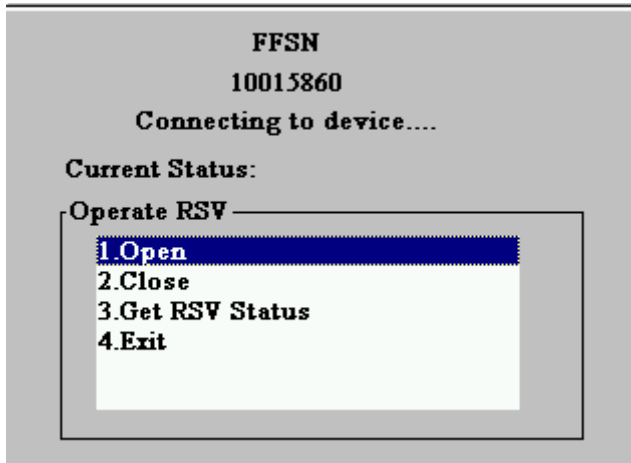 FFSN
10015860
Connecting to device....
Current Status:
Operate RSV
1.Open
2.Close
3.Get RSV Status
4.Exit